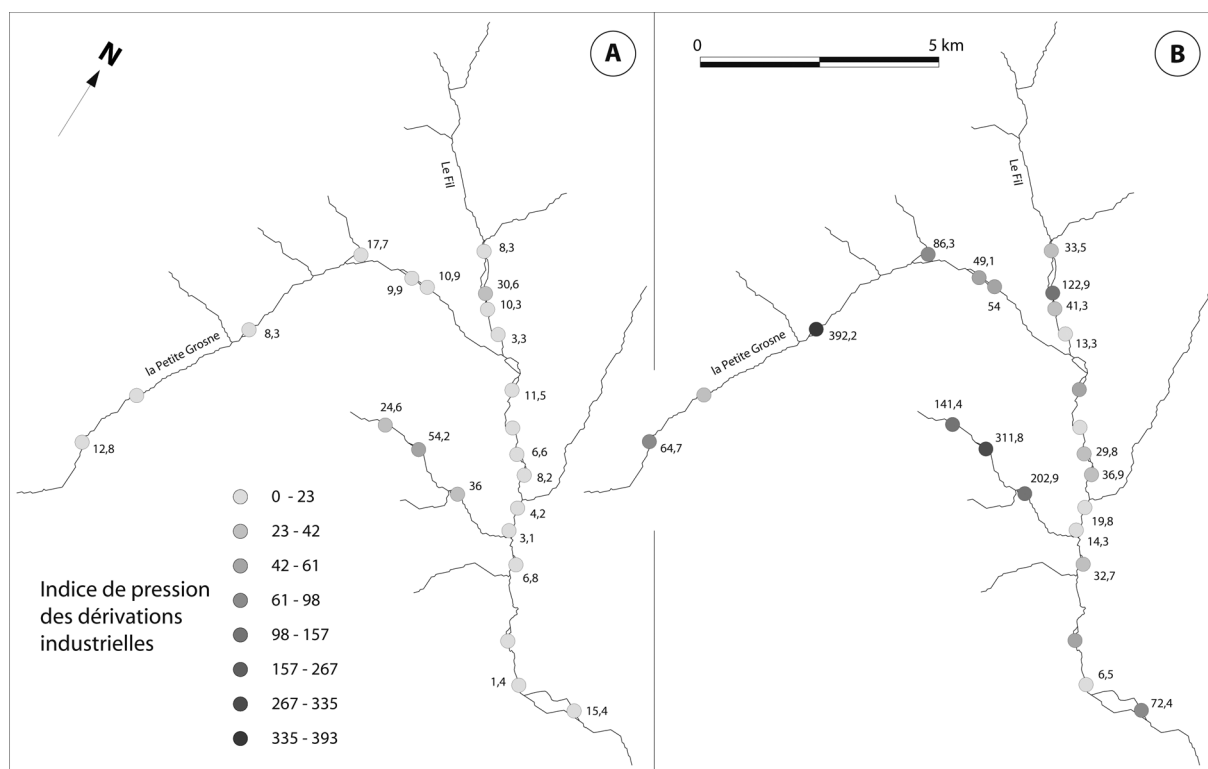 N
A
Le Fil
la Petite Grosne
17,7
8,3
10,9
9,9
30,6
10,3
3,3
8,3
11,5
24,6
54,2
12,8
6,6
8,2
36
4,2
3,1
6,8
1,4
15,4
Indice de pression
des dérivations
industrielles
0 - 23
23 - 42
42 - 61
61 - 98
98 - 157
157 - 267
267 - 335
335 - 393
0
5 km
B
Le Fil
la Petite Grosne
86,3
33,5
49,1
54
122,9
41,3
13,3
392,2
141,4
311,8
64,7
29,8
36,9
202,9
19,8
14,3
32,7
6,5
72,4